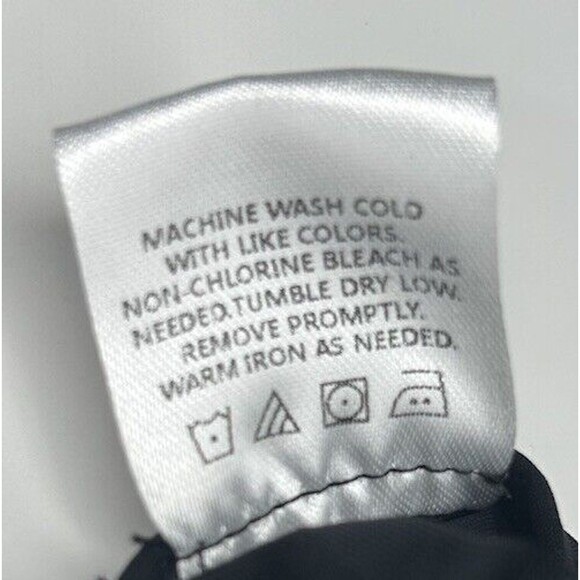 MACHINE WASH COLD
WITH LIKE COLORS.
NON-CHLORINE BLEACH AS
NEEDED.TUMBLE DRY LOW.
REMOVE PROMPTLY.
WARM IRON AS NEEDED.